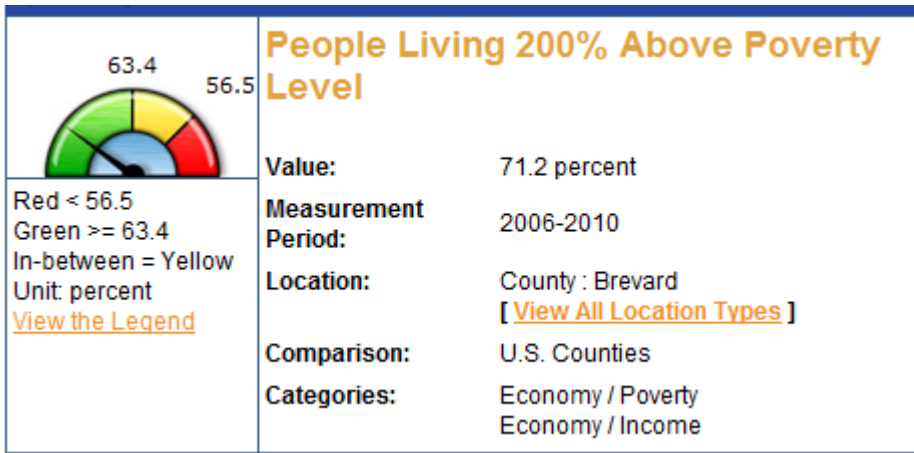 63.4
56.5
Red < 56.5
Green >= 63.4
In-between = Yellow
Unit: percent
View the Legend
People Living 200% Above Poverty
Level
Value: 71.2 percent
Measurement
Period: 2006-2010
Location: County : Brevard
[ View All Location Types ]
Comparison: U.S. Counties
Categories: Economy / Poverty
Economy / Income